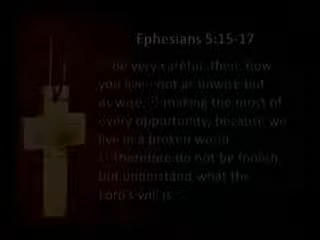 Ephesians 5:15-17
Be very careful, then, how
you live—not as unwise but
as wise, making the most of
every opportunity, because we
live in a broken world.
Therefore do not be foolish,
but understand what the
Lord's will is.